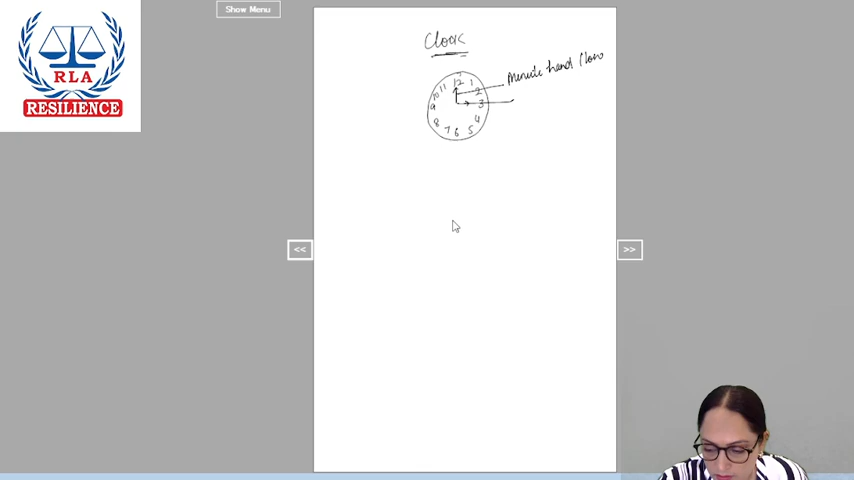 Show Menu
RLA
RESILIENCE
Clock
Minute hand (
12
1
2
3
4
5
6
7
8
9
10
11
<<
>>